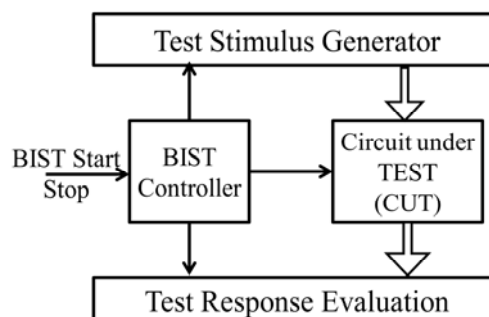 Test Stimulus Generator
BIST Start
Stop
BIST
Controller
Circuit under
TEST
(CUT)
Test Response Evaluation